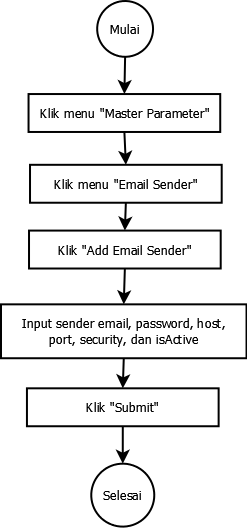 Mulai
Klik menu "Master Parameter"
Klik menu "Email Sender"
Klik "Add Email Sender"
Input sender email, password, host,
port, security, dan isActive
Klik "Submit"
Selesai